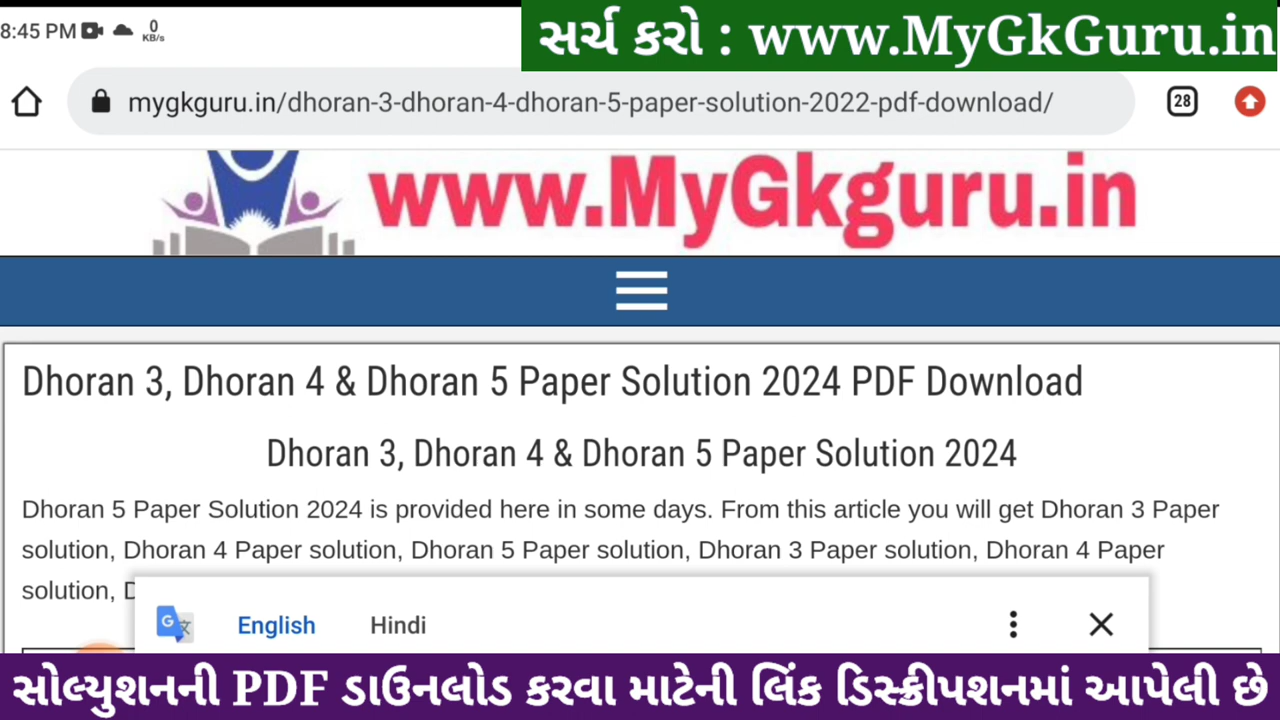 8:45 PM
0
KB/s
સર્ચ કરો : www.MyGkGuru.in
mygkguru.in/dhoran-3-dhoran-4-dhoran-5-paper-solution-2022-pdf-download/
28
www.MyGkguru.in
Dhoran 3, Dhoran 4 & Dhoran 5 Paper Solution 2024 PDF Download
Dhoran 3, Dhoran 4 & Dhoran 5 Paper Solution 2024
Dhoran 5 Paper Solution 2024 is provided here in some days. From this article you will get Dhoran 3 Paper
solution, Dhoran 4 Paper solution, Dhoran 5 Paper solution, Dhoran 3 Paper solution, Dhoran 4 Paper
solution,
English Hindi
સોલ્યુશનની PDF ડાઉનલોડ કરવા માટેની લિંક ડિસ્ક્રીપશનમાં આપેલી છે